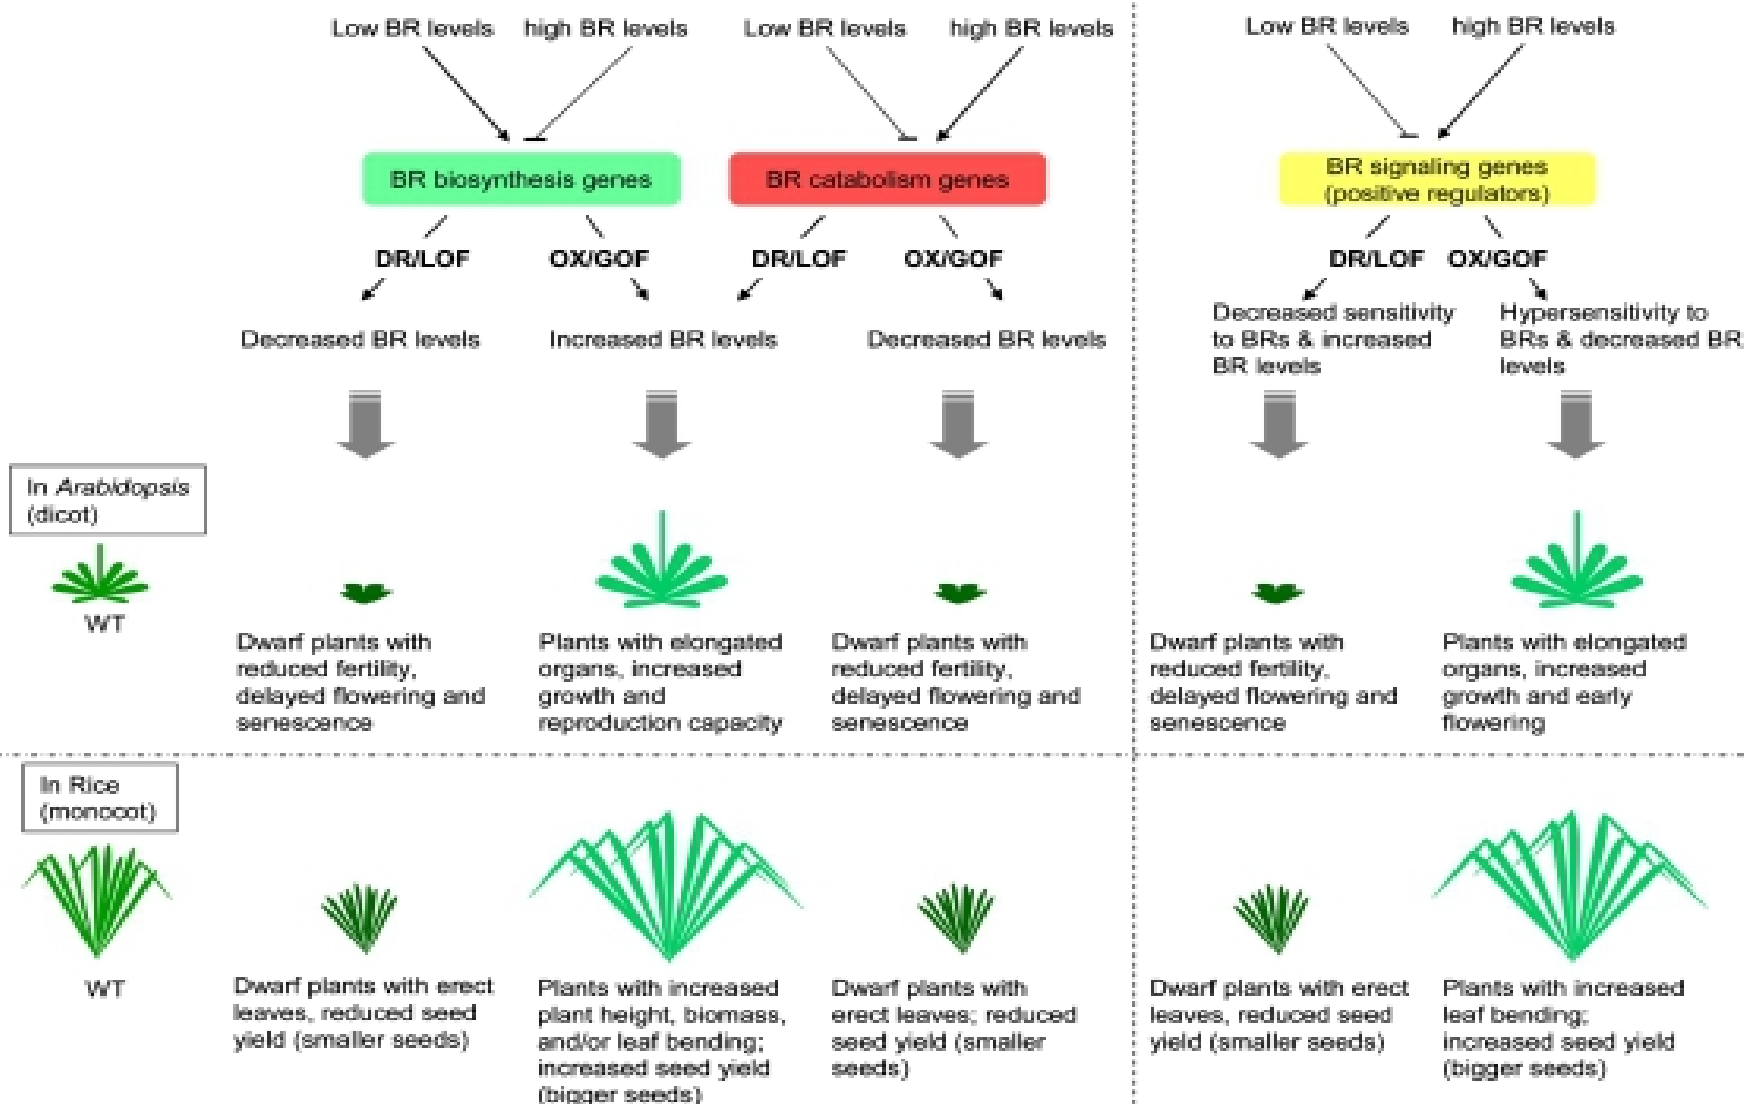 Low BR levels
high BR levels
Low BR levels
high BR levels
Low BR levels
high BR levels
BR biosynthesis genes
BR catabolism genes
BR signaling genes
(positive regulators)
DR/LOF
OX/GOF
DR/LOF
OX/GOF
DR/LOF
OX/GOF
Decreased BR levels
Increased BR levels
Decreased BR levels
Decreased sensitivity
to BRs & increased
BR levels
Hypersensitivity to
BRs & decreased BR
levels
In Arabidopsis
(dicot)
WT
Dwarf plants with
reduced fertility,
delayed flowering and
senescence
Plants with elongated
organs, increased
growth and
reproduction capacity
Dwarf plants with
reduced fertility,
delayed flowering and
senescence
Dwarf plants with
reduced fertility,
delayed flowering and
senescence
Plants with elongated
organs, increased
growth and early
flowering
In Rice
(monocot)
WT
Dwarf plants with erect
leaves, reduced seed
yield (smaller seeds)
Plants with increased
plant height, biomass,
and/or leaf bending;
increased seed yield
(bigger seeds)
Dwarf plants with
erect leaves; reduced
seed yield (smaller
seeds)
Dwarf plants with erect
leaves, reduced seed
yield (smaller seeds)
Plants with increased
leaf bending;
increased seed yield
(bigger seeds)